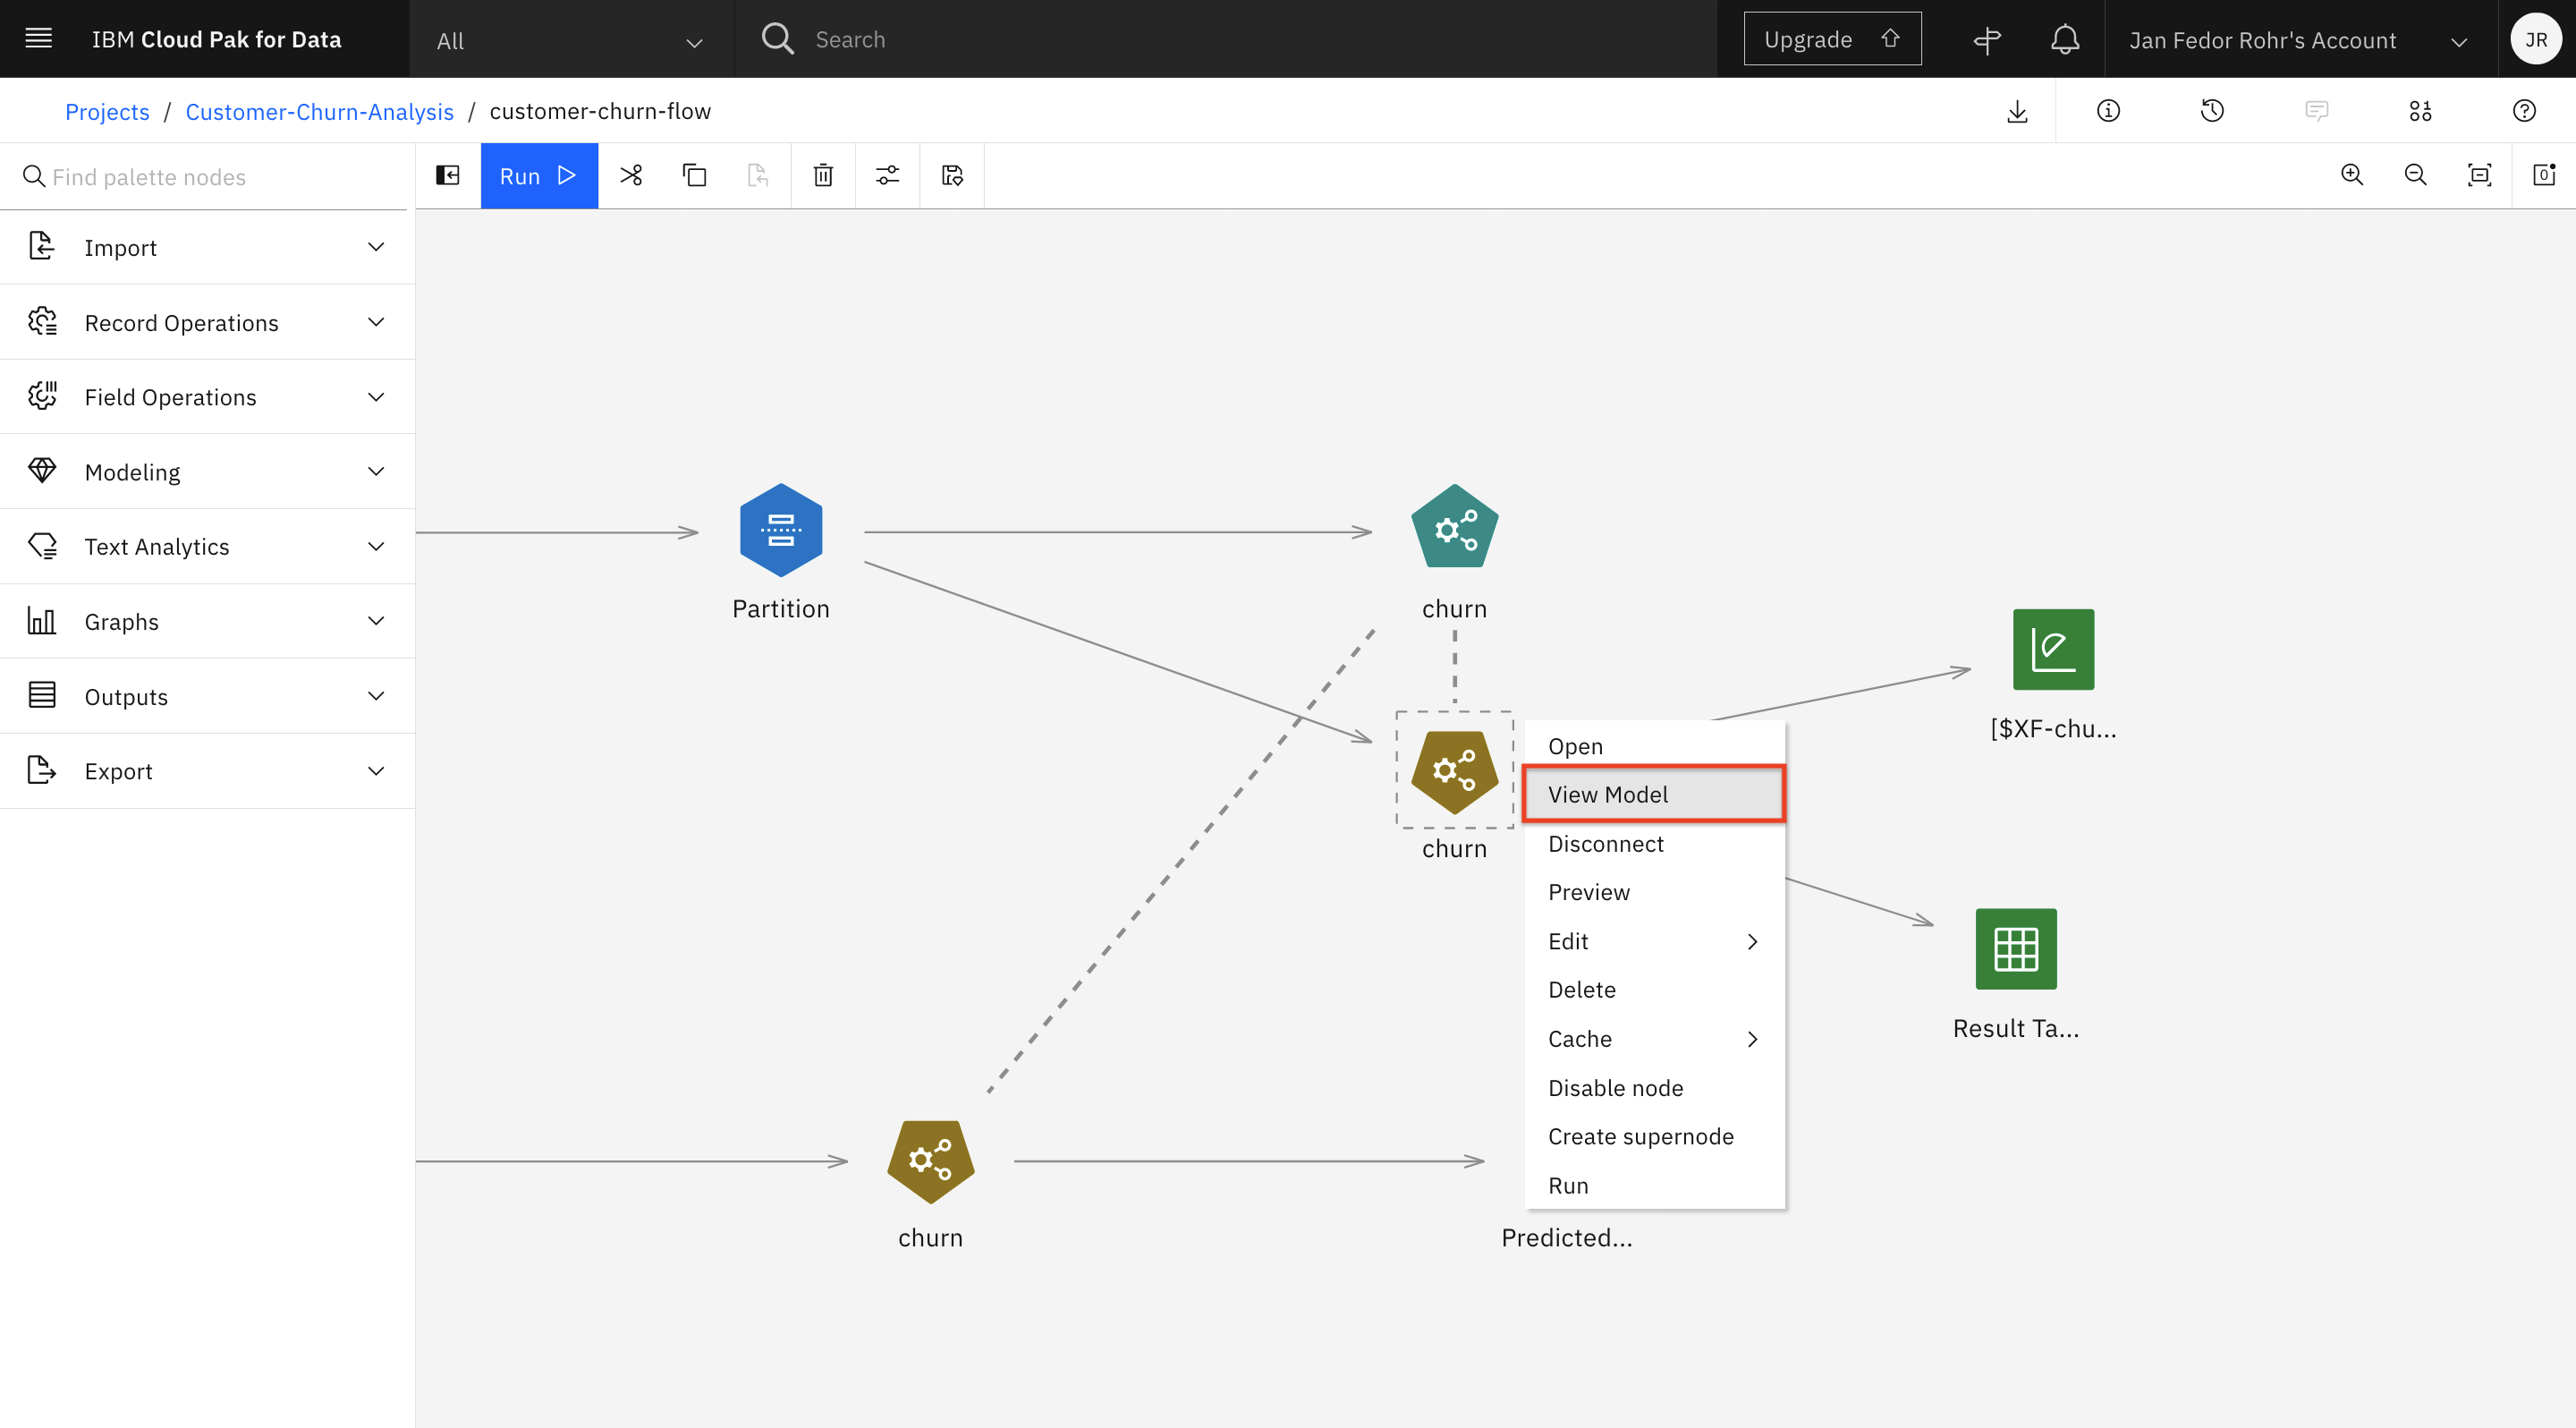 IBM Cloud Pak for Data
All
Search
Upgrade
Jan Fedor Rohr's Account
JR
Projects / Customer-Churn-Analysis / customer-churn-flow
Find palette nodes
Run
Import
Record Operations
Field Operations
Modeling
Text Analytics
Graphs
Outputs
Export
Partition
churn
[$XF-chu...
churn
Open
View Model
Disconnect
Preview
Edit
Delete
Cache
Disable node
Create supernode
Run
Result Ta...
churn
Predicted...